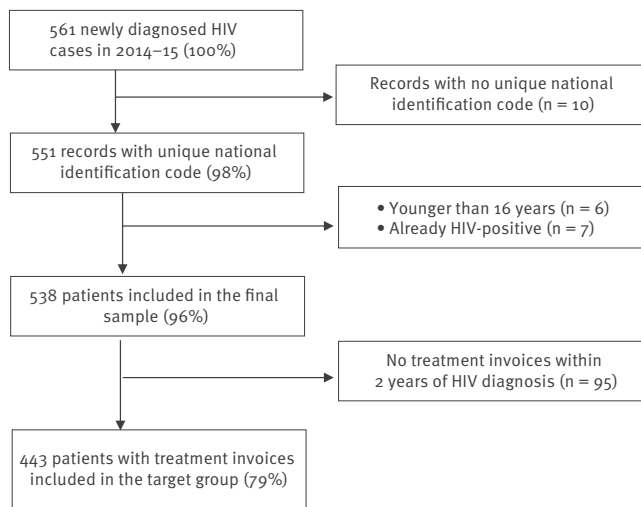 561 newly diagnosed HIV
cases in 2014–15 (100%)
Records with no unique national
identification code (n = 10)
551 records with unique national
identification code (98%)
• Younger than 16 years (n = 6)
• Already HIV-positive (n = 7)
538 patients included in the final
sample (96%)
No treatment invoices within
2 years of HIV diagnosis (n = 95)
443 patients with treatment invoices
included in the target group (79%)